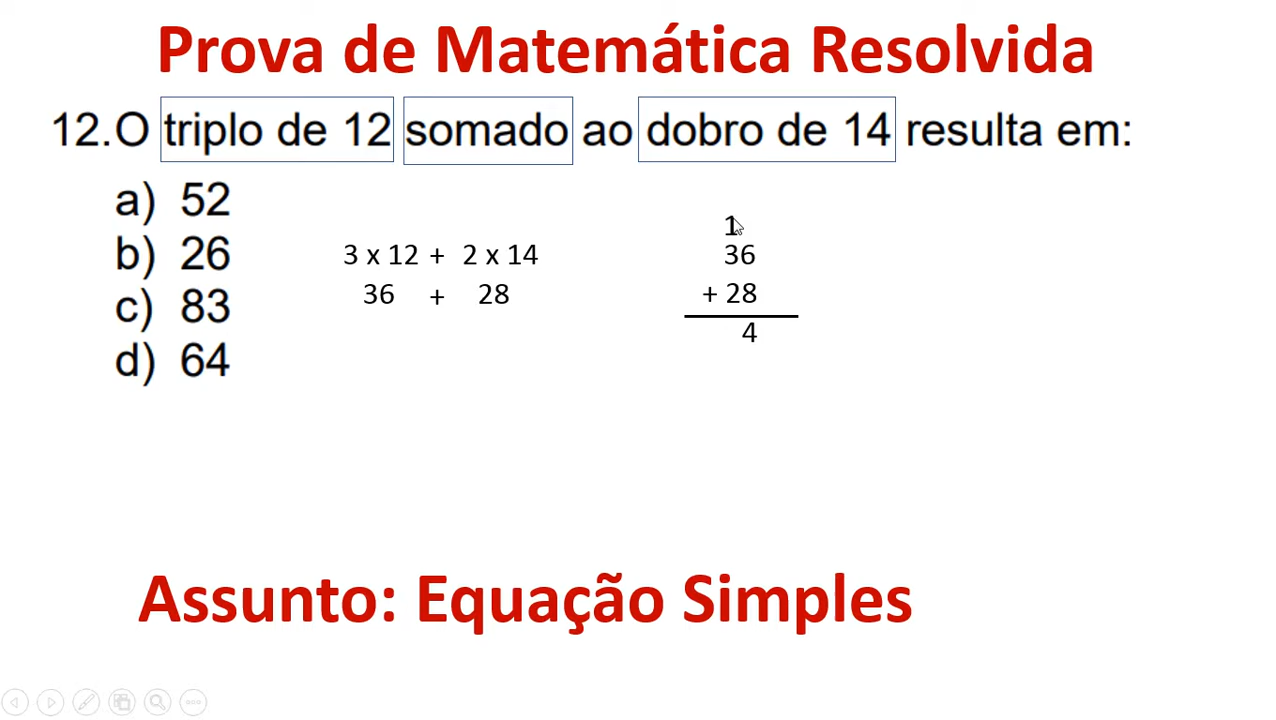 Prova de Matemática Resolvida
12.O triplo de 12 somado ao dobro de 14 resulta em:
a) 52
b) 26
c) 83
d) 64
3 x 12 + 2 x 14
36 + 28
1
36
+ 28
4
Assunto: Equação Simples